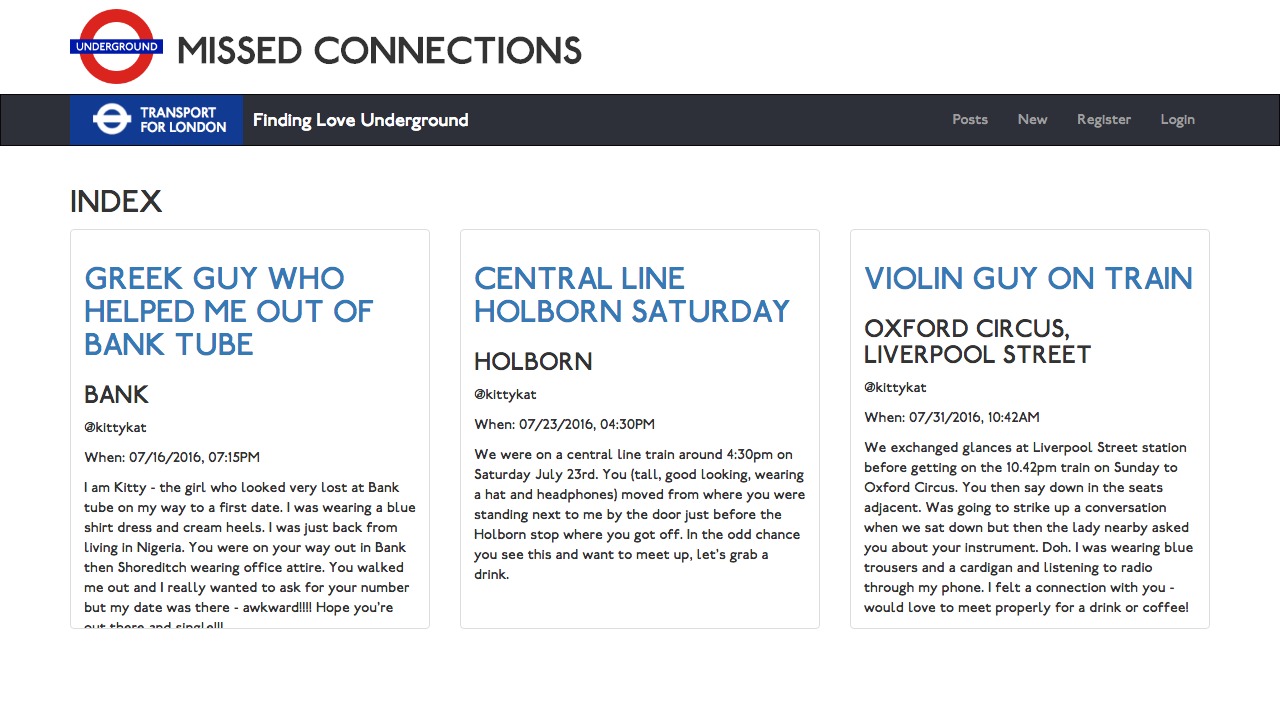 UNDERGROUND
MISSED CONNECTIONS
TRANSPORT
FOR LONDON
Finding Love Underground
Posts
New
Register
Login
INDEX
GREEK GUY WHO
HELPED ME OUT OF
BANK TUBE
BANK
@kittykat
When: 07/16/2016, 07:15PM
I am Kitty - the girl who looked very lost at Bank
tube on my way to a first date. I was wearing a blue
shirt dress and cream heels. I was just back from
living in Nigeria. You were on your way out in Bank
then Shoreditch wearing office attire. You walked
me out and I really wanted to ask for your number
but my date was there - awkward!!!! Hope you're
out there and single!!!
CENTRAL LINE
HOLBORN SATURDAY
HOLBORN
@kittykat
When: 07/23/2016, 04:30PM
We were on a central line train around 4:30pm on
Saturday July 23rd. You (tall, good looking, wearing
a hat and headphones) moved from where you were
standing next to me by the door just before the
Holborn stop where you got off. In the odd chance
you see this and want to meet up, let's grab a
drink.
VIOLIN GUY ON TRAIN
OXFORD CIRCUS,
LIVERPOOL STREET
@kittykat
When: 07/31/2016, 10:42AM
We exchanged glances at Liverpool Street station
before getting on the 10.42pm train on Sunday to
Oxford Circus. You then say down in the seats
adjacent. Was going to strike up a conversation
when we sat down but then the lady nearby asked
you about your instrument. Doh. I was wearing blue
trousers and a cardigan and listening to radio
through my phone. I felt a connection with you -
would love to meet properly for a drink or coffee!